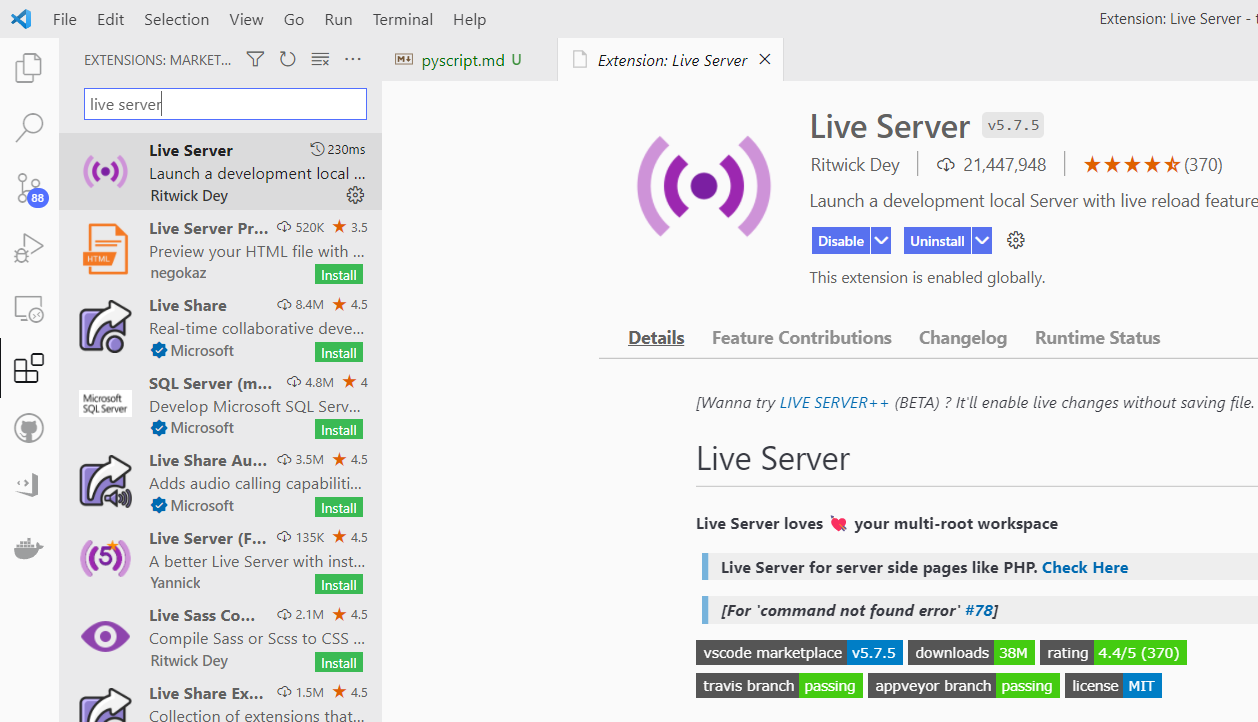 File Edit Selection View Go Run Terminal Help
Extension: Live Server -
EXTENSIONS: MARKET...
pyscript.md U
Extension: Live Server
live server
88
Live Server 230ms
Launch a development local ...
Ritwick Dey
Live Server Pr... 520K 3.5
Preview your HTML file with ...
negokaz Install
HTML
Live Share 8.4M 4.5
Real-time collaborative deve...
Microsoft Install
SQL Server (m... 4.8M 4
Microsoft
SQL Server
Develop Microsoft SQL Serv...
Microsoft Install
Live Share Au... 3.5M 4.5
Adds audio calling capabiliti...
Microsoft Install
Live Server (F... 135K 4.5
5
A better Live Server with inst...
Yannick Install
Live Sass Co... 2.1M 4.5
Compile Sass or Scss to CSS ...
Ritwick Dey Install
Live Share Ex... 1.5M 4.5
Collection of extensions that...
Live Server v5.7.5
Ritwick Dey 21,447,948 (370)
Launch a development local Server with live reload feature
Disable Uninstall
This extension is enabled globally.
Details Feature Contributions Changelog Runtime Status
[Wanna try LIVE SERVER++ (BETA) ? It'll enable live changes without saving file.
Live Server
Live Server loves 💘 your multi-root workspace
Live Server for server side pages like PHP. Check Here
[For 'command not found error' #78]
vscode marketplace v5.7.5 downloads 38M rating 4.4/5 (370)
travis branch passing appveyor branch passing license MIT